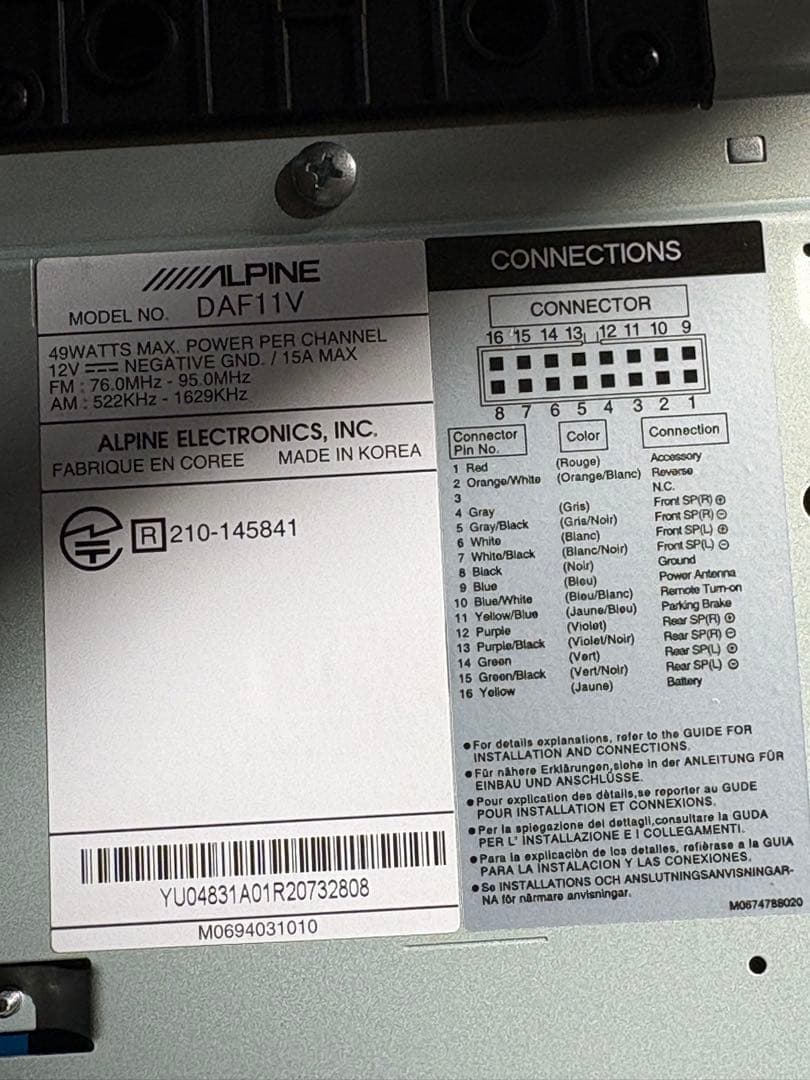 ALPINE
MODEL NO. DAF11V
49WATTS MAX. POWER PER CHANNEL
12V NEGATIVE GND. / 15A MAX
FM : 76.0MHz - 95.0MHz
AM : 522KHz - 1629KHz
ALPINE ELECTRONICS, INC.
FABRIQUE EN COREE MADE IN KOREA
R 210-145841
YU04831A01R20732808
M0694031010
CONNECTIONS
CONNECTOR
16 15 14 13 12 11 10 9
8 7 6 5 4 3 2 1
Connector Pin No. Color Connection
1 Red (Rouge) Accessory
2 Orange/White (Orange/Blanc) Reverse
3 N.C.
4 Gray (Gris) Front SP(R) ⊕
5 Gray/Black (Gris/Noir) Front SP(R) ⊖
6 White (Blanc) Front SP(L) ⊕
7 White/Black (Blanc/Noir) Front SP(L) ⊖
8 Black (Noir) Ground
9 Blue (Bleu) Power Antenna
10 Blue/White (Bleu/Blanc) Remote Turn-on
11 Yellow/Blue (Jaune/Bleu) Parking Brake
12 Purple (Violet) Rear SP(R) ⊕
13 Purple/Black (Violet/Noir) Rear SP(R) ⊖
14 Green (Vert) Rear SP(L) ⊕
15 Green/Black (Vert/Noir) Rear SP(L) ⊖
16 Yellow (Jaune) Battery
●For details explanations, refer to the GUIDE FOR
INSTALLATION AND CONNECTIONS.
●Für nähere Erklärungen,siehe in der ANLEITUNG FÜR
EINBAU UND ANSCHLÜSSE.
●Pour explication des détails,se reporter au GUDE
POUR INSTALLATION ET CONNEXIONS.
●Per la spiegazione dei dettagli,consultare la GUDA
PER L' INSTALLAZIONE E I COLLEGAMENTI.
●Para la explicación de los detalles, refiérase a la GUIA
PARA LA INSTALACION Y LAS CONEXIONES.
●Se INSTALLATIONS OCH ANSLUTNINGSANVISNINGAR-
NA för närmare anvisningar.
M0674788020